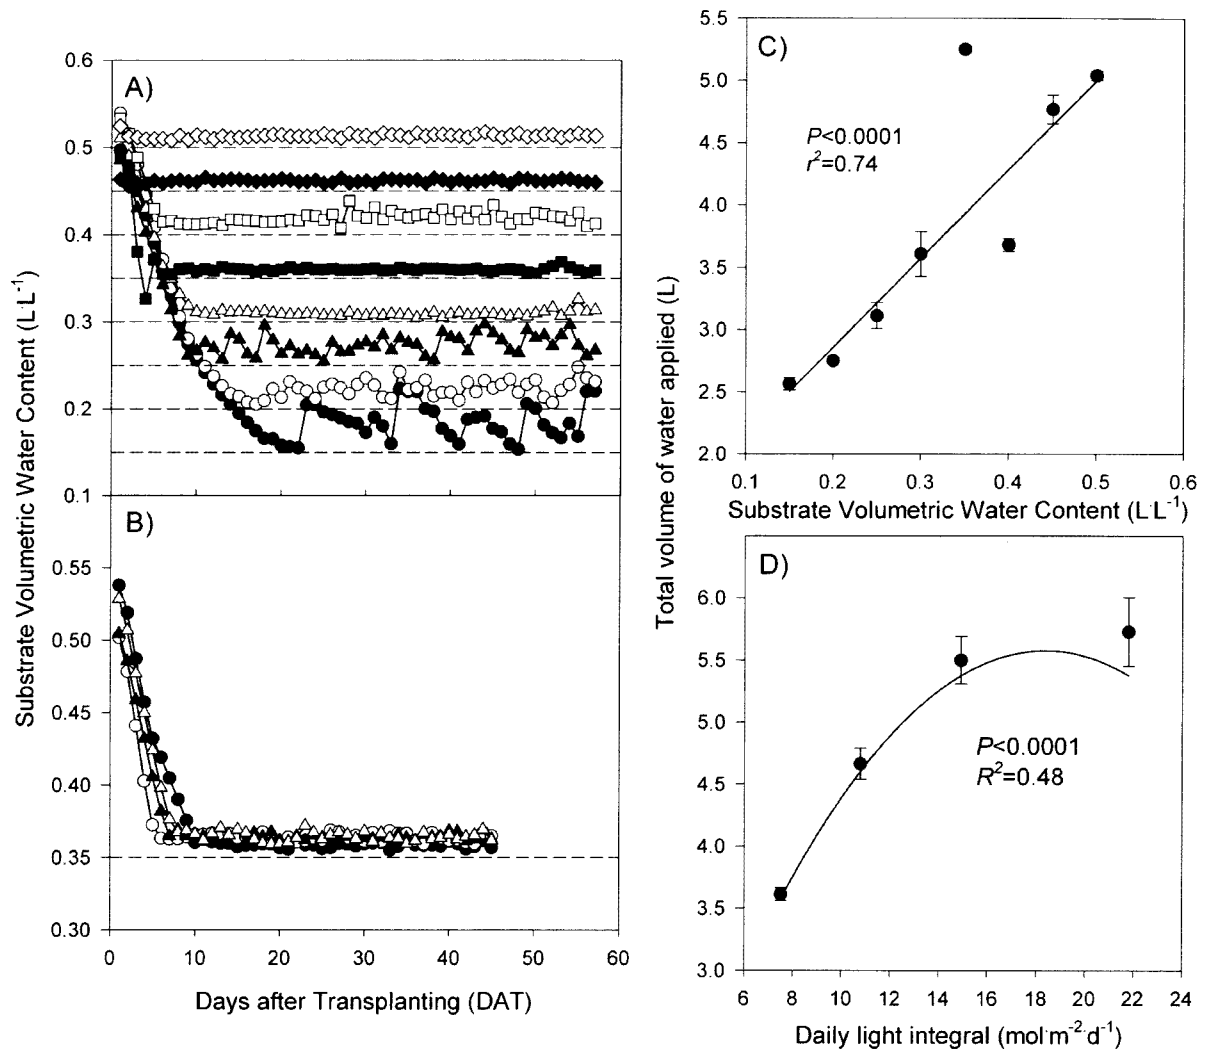 A)
0.6
0.5
0.4
0.3
0.2
0.1
Substrate Volumetric Water Content (L·L-1)
B)
0.55
0.50
0.45
0.40
0.35
0.30
0 10 20 30 40 50 60
Days after Transplanting (DAT)
C)
5.5
5.0
4.5
4.0
3.5
3.0
2.5
2.0
P<0.0001
r2=0.74
0.1 0.2 0.3 0.4 0.5 0.6
Substrate Volumetric Water Content (L·L-1)
Total volume of water applied (L)
D)
6.0
5.5
5.0
4.5
4.0
3.5
3.0
P<0.0001
R2=0.48
6 8 10 12 14 16 18 20 22 24
Daily light integral (mol·m-2·d-1)